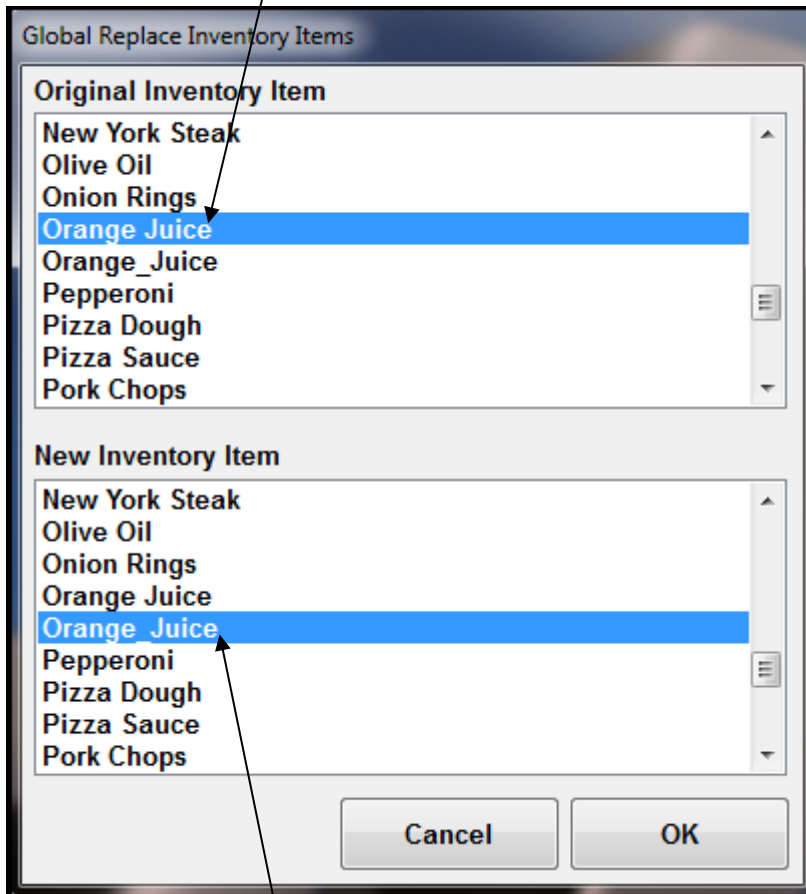 Global Replace Inventory Items
Original Inventory Item
New York Steak
Olive Oil
Onion Rings
Orange Juice
Orange_Juice
Pepperoni
Pizza Dough
Pizza Sauce
Pork Chops
New Inventory Item
New York Steak
Olive Oil
Onion Rings
Orange Juice
Orange_Juice
Pepperoni
Pizza Dough
Pizza Sauce
Pork Chops
Cancel OK